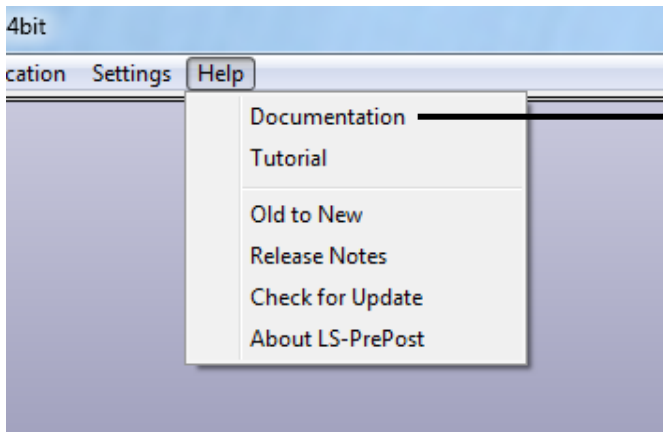 4bit
cation Settings Help
Documentation
Tutorial
Old to New
Release Notes
Check for Update
About LS-PrePost